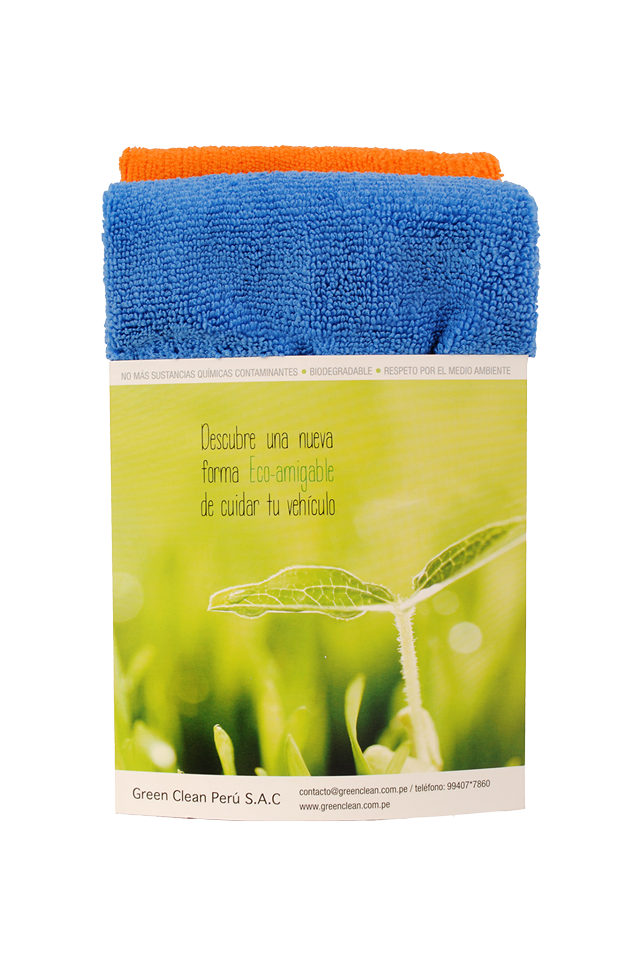 NO MÁS SUSTANCIAS QUÍMICAS CONTAMINANTES • BIODEGRADABLE • RESPETO POR EL MEDIO AMBIENTE
Descubre una nueva
forma Eco-amigable
de cuidar tu vehículo
Green Clean Perú S.A.C
contacto@greenclean.com.pe / teléfono: 99407*7860
www.greenclean.com.pe